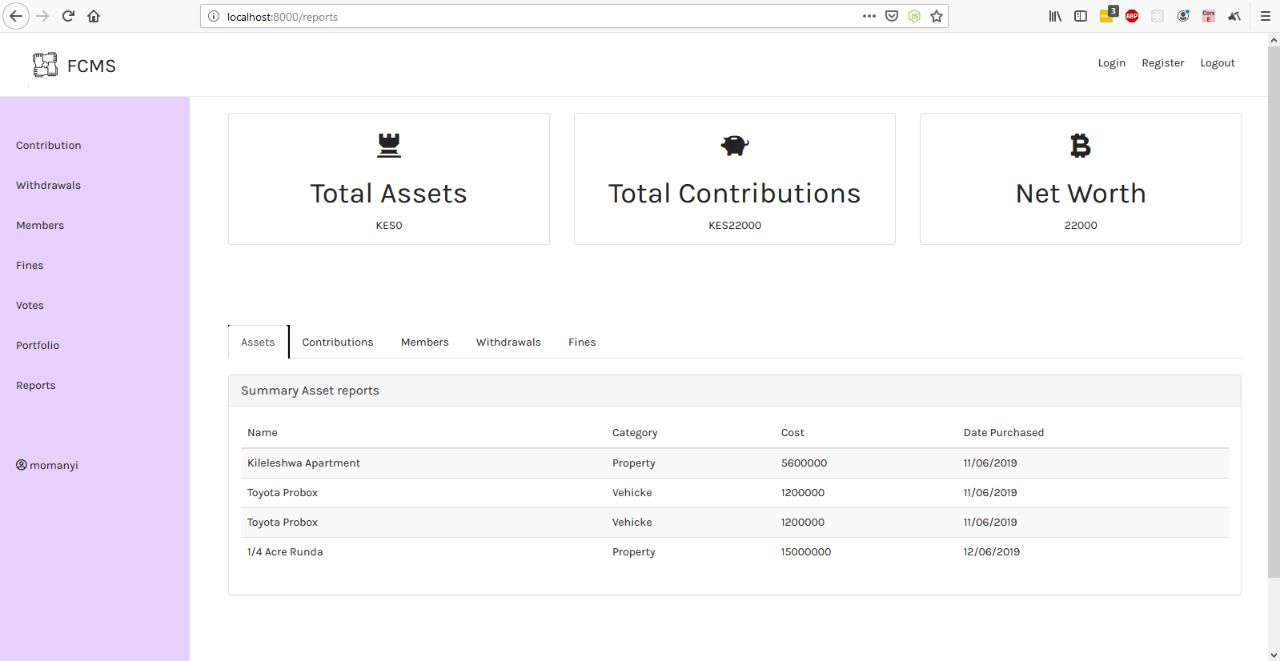 localhost:8000/reports
3
ABP
FCMS
Login Register Logout
Contribution
Withdrawals
Members
Fines
Votes
Portfolio
Reports
momanyi
Total Assets
KES0
Total Contributions
KES22000
Net Worth
22000
Assets Contributions Members Withdrawals Fines
Summary Asset reports
Name Category Cost Date Purchased
Kileleshwa Apartment Property 5600000 11/06/2019
Toyota Probox Vehicke 1200000 11/06/2019
Toyota Probox Vehicke 1200000 11/06/2019
1/4 Acre Runda Property 15000000 12/06/2019